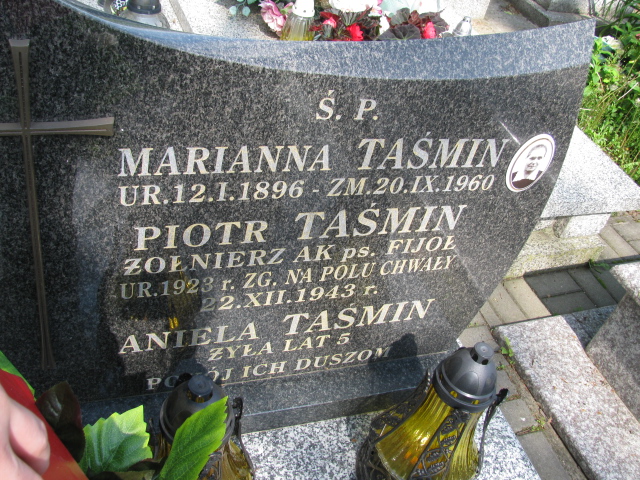 Ś. P.
MARIANNA TAŚMIN
UR. 12.I.1896 - ZM. 20.IX.1960
PIOTR TAŚMIN
ŻOŁNIERZ AK ps. FIJOŁ
UR. 1923 r. ZG. NA POLU CHWAŁY
22.XII.1943 r.
ANIELA TAŚMIN
ŻYŁA LAT 5
ICH DUSZOM